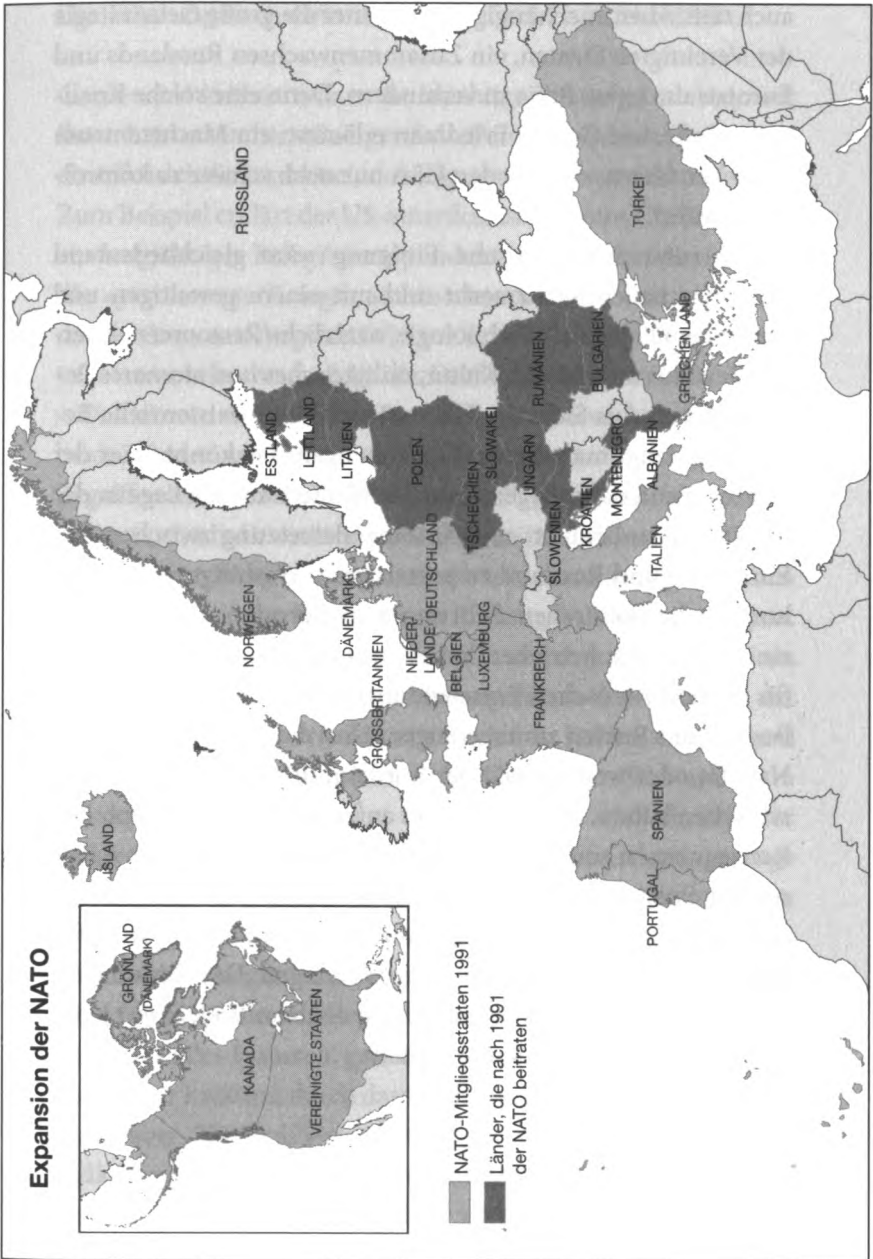 Expansion der NATO
GRÖNLAND
(DÄNEMARK)
KANADA
VEREINIGTE STAATEN
NATO-Mitgliedsstaaten 1991
Länder, die nach 1991
der NATO beitraten
ISLAND
NORWEGEN
RUSSLAND
ESTLAND
LETTLAND
LITAUEN
DÄNEMARK
GROSSBRITANNIEN
NIEDER-
LANDE
DEUTSCHLAND
POLEN
BELGIEN
LUXEMBURG
TSCHECHIEN
SLOWAKEI
FRANKREICH
UNGARN
SLOWENIEN
RUMÄNIEN
KROATIEN
BULGARIEN
MONTENEGRO
ALBANIEN
ITALIEN
SPANIEN
PORTUGAL
GRIECHENLAND
TÜRKEI